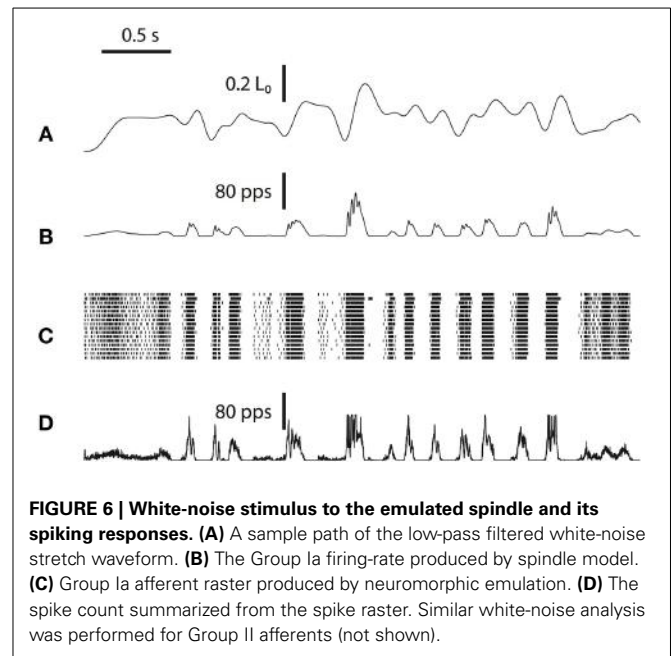 0.5 s
0.2 L₀
A
80 pps
B
C
80 pps
D
FIGURE 6 | White-noise stimulus to the emulated spindle and its
spiking responses. (A) A sample path of the low-pass filtered white-noise
stretch waveform. (B) The Group Ia firing-rate produced by spindle model.
(C) Group Ia afferent raster produced by neuromorphic emulation. (D) The
spike count summarized from the spike raster. Similar white-noise analysis
was performed for Group II afferents (not shown).